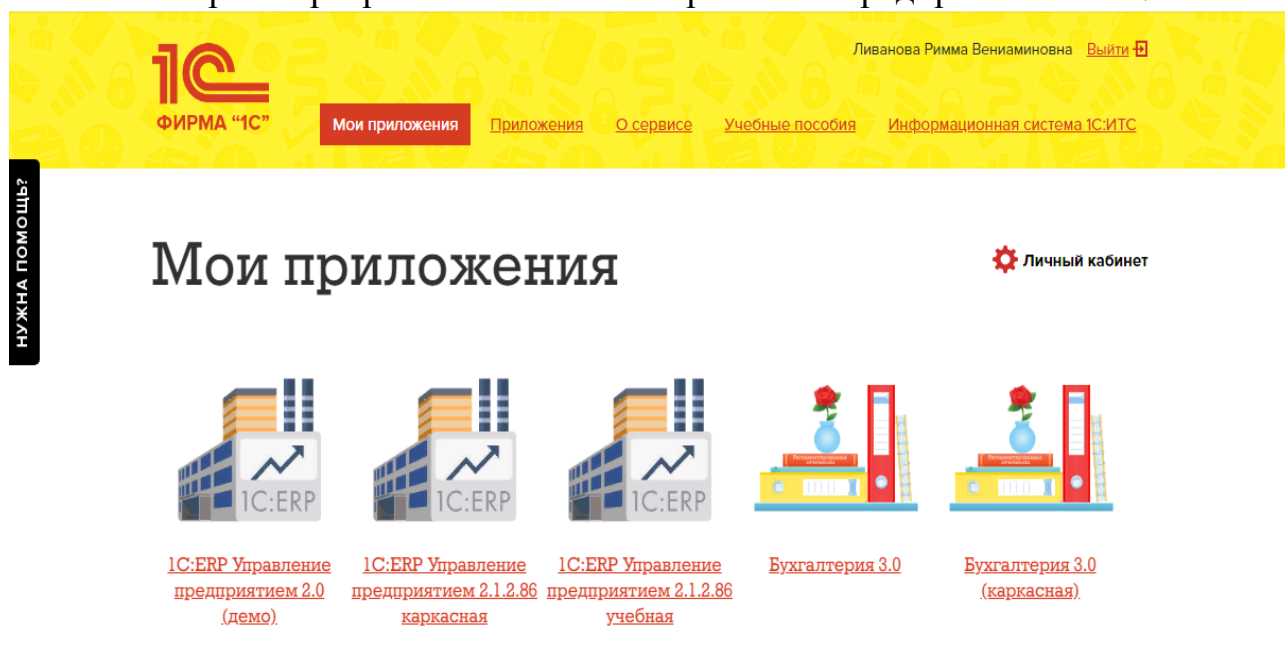 Ливанова Римма Вениаминовна Выйти
1С
ФИРМА "1С"
Мои приложения Приложения О сервисе Учебные пособия Информационная система 1С:ИТС
НУЖНА ПОМОЩЬ?
Мои приложения
Личный кабинет
1C:ERP 1C:ERP 1C:ERP
1С:ERP Управление предприятием 2.0 (демо)
1С:ERP Управление предприятием 2.1.2.86 каркасная
1С:ERP Управление предприятием 2.1.2.86 учебная
Бухгалтерия 3.0
Бухгалтерия 3.0 (каркасная)